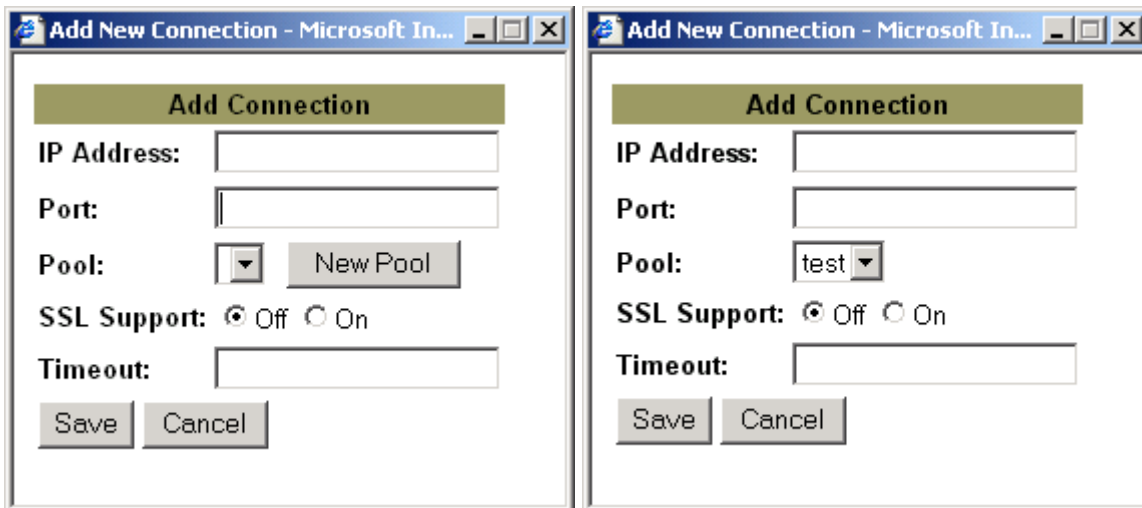 Add New Connection - Microsoft In...
Add Connection
IP Address:
Port:
Pool:
New Pool
SSL Support: Off On
Timeout:
Save Cancel
Add New Connection - Microsoft In...
Add Connection
IP Address:
Port:
Pool: test
SSL Support: Off On
Timeout:
Save Cancel